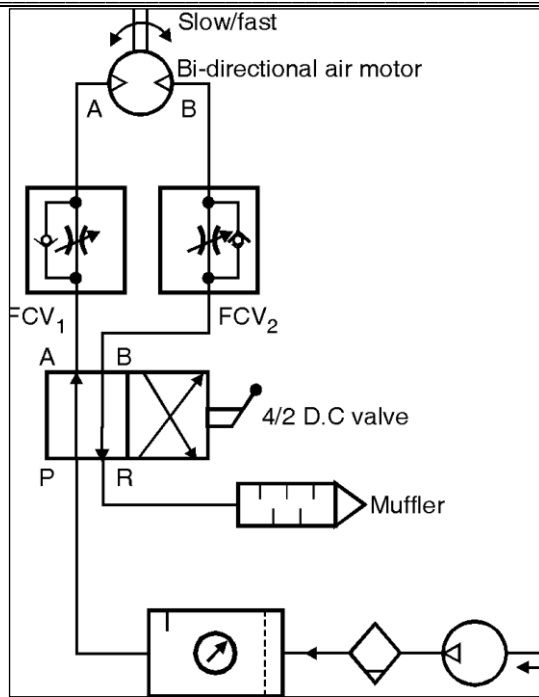 Slow/fast
Bi-directional air motor
A B
FCV1 FCV2
A B
4/2 D.C valve
P R
Muffler